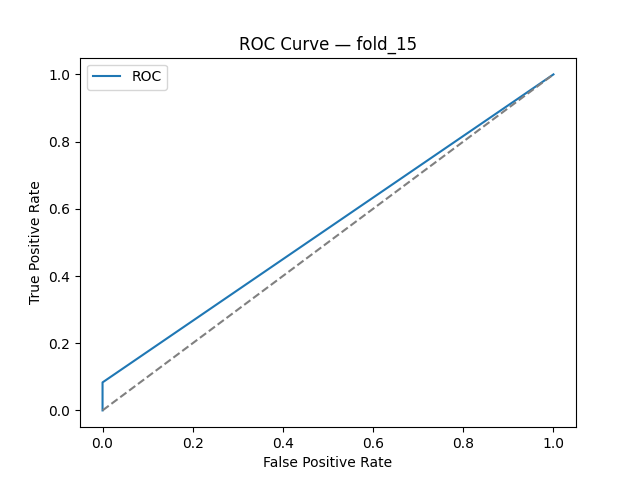 ROC Curve — fold_15
ROC
True Positive Rate
1.0
0.8
0.6
0.4
0.2
0.0
0.0 0.2 0.4 0.6 0.8 1.0
False Positive Rate